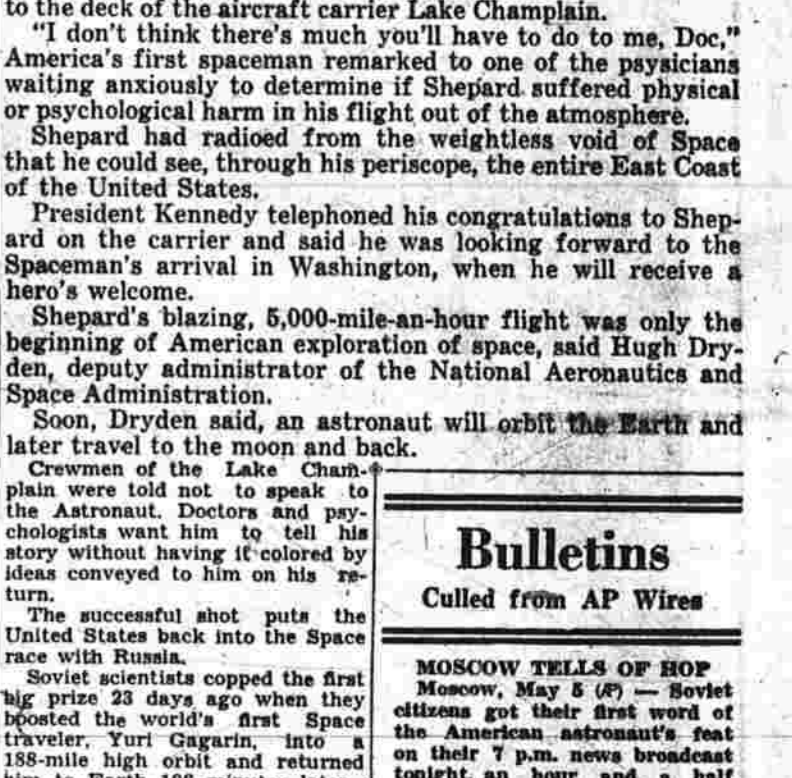 to the deck of the aircraft carrier Lake Champlain.
"I don't think there's much you'll have to do to me, Doc,"
America's first spaceman remarked to one of the psysicians
waiting anxiously to determine if Shepard suffered physical
or psychological harm in his flight out of the atmosphere.
Shepard had radioed from the weightless void of Space
that he could see, through his periscope, the entire East Coast
of the United States.
President Kennedy telephoned his congratulations to Shep-
ard on the carrier and said he was looking forward to the
Spaceman's arrival in Washington, when he will receive a
hero's welcome.
Shepard's blazing, 5,000-mile-an-hour flight was only the
beginning of American exploration of space, said Hugh Dry-
den, deputy administrator of the National Aeronautics and
Space Administration.
Soon, Dryden said, an astronaut will orbit the Earth and
later travel to the moon and back.
Crewmen of the Lake Cham-
plain were told not to speak to
the Astronaut. Doctors and psy-
chologists want him to tell his
story without having it colored by
ideas conveyed to him on his re-
turn.
The successful shot puts the
United States back into the Space
race with Russia.
Soviet scientists copped the first
big prize 23 days ago when they
boosted the world's first Space
traveler, Yuri Gagarin, into a
188-mile high orbit and returned
him to Earth
Bulletins
Culled from AP Wires
MOSCOW TELLS OF HOP
Moscow, May 5 (AP) — Soviet
citizens got their first word of
the American astronaut's feat
on their 7 p.m. news broadcast
tonight, an hour and a